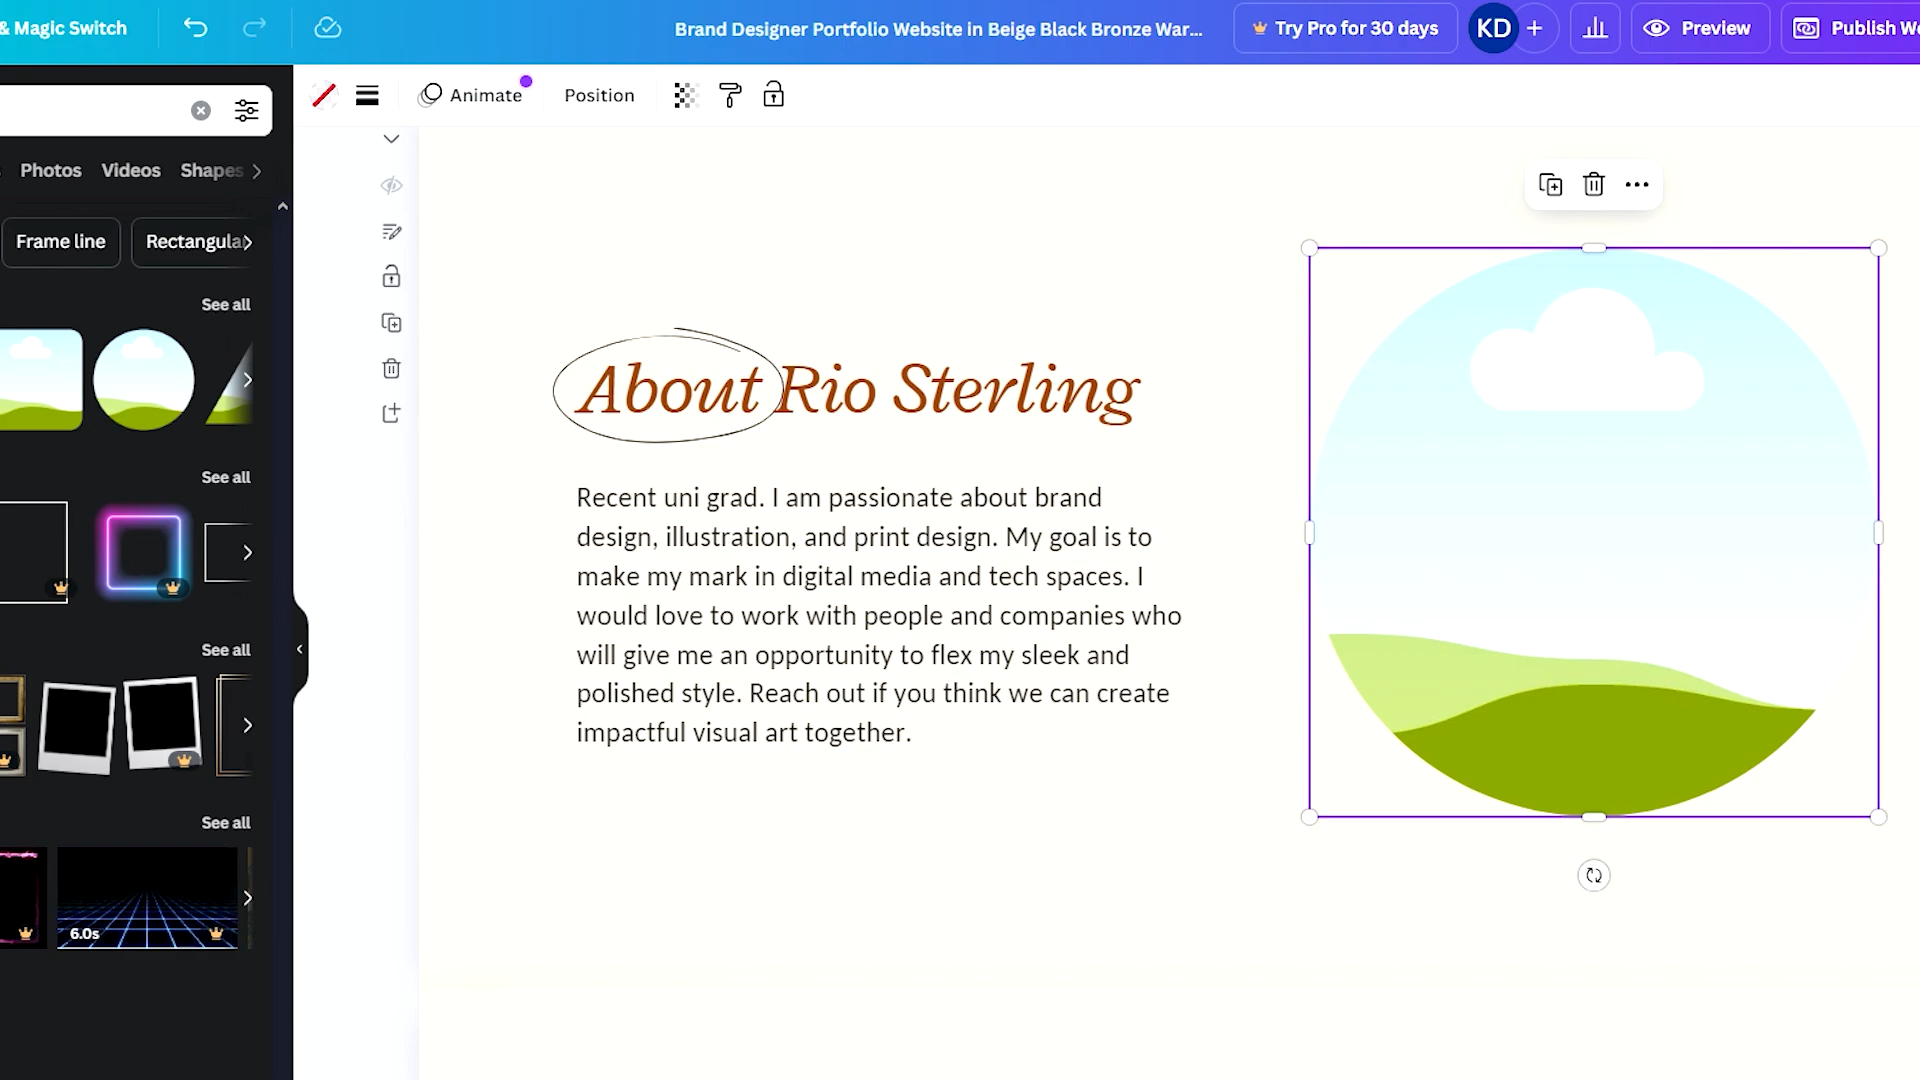 & Magic Switch
Brand Designer Portfolio Website in Beige Black Bronze War...
Try Pro for 30 days
KD
Preview
Publish We
Animate
Position
Photos
Videos
Shapes
Frame line
Rectangular
See all
See all
See all
See all
6.0s
About Rio Sterling
Recent uni grad. I am passionate about brand
design, illustration, and print design. My goal is to
make my mark in digital media and tech spaces. I
would love to work with people and companies who
will give me an opportunity to flex my sleek and
polished style. Reach out if you think we can create
impactful visual art together.